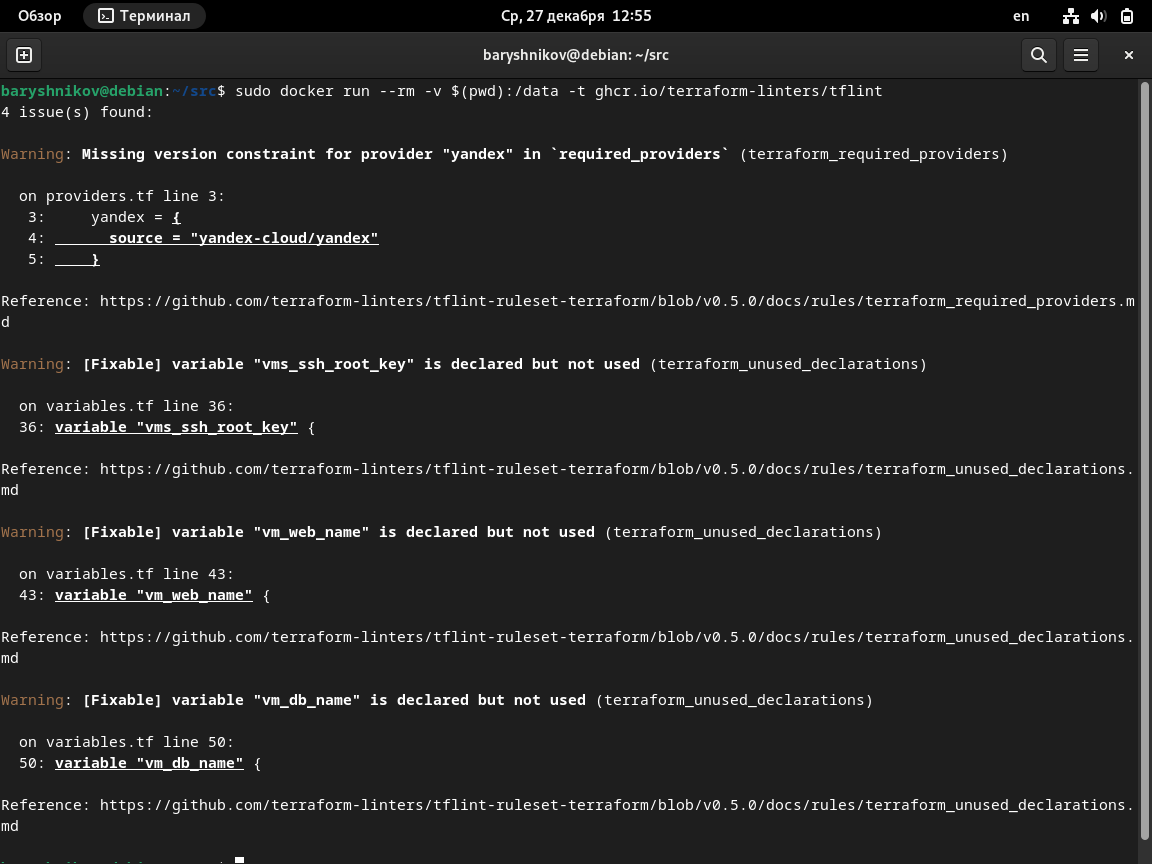 Обзор
Терминал
Ср, 27 декабря 12:55
en
baryshnikov@debian: ~/src
baryshnikov@debian:~/src$ sudo docker run --rm -v $(pwd):/data -t ghcr.io/terraform-linters/tflint
4 issue(s) found:
Warning: Missing version constraint for provider "yandex" in `required_providers` (terraform_required_providers)
on providers.tf line 3:
3:     yandex = {
4:       source = "yandex-cloud/yandex"
5:     }
Reference: https://github.com/terraform-linters/tflint-ruleset-terraform/blob/v0.5.0/docs/rules/terraform_required_providers.m
d
Warning: [Fixable] variable "vms_ssh_root_key" is declared but not used (terraform_unused_declarations)
on variables.tf line 36:
36: variable "vms_ssh_root_key" {
Reference: https://github.com/terraform-linters/tflint-ruleset-terraform/blob/v0.5.0/docs/rules/terraform_unused_declarations.
md
Warning: [Fixable] variable "vm_web_name" is declared but not used (terraform_unused_declarations)
on variables.tf line 43:
43: variable "vm_web_name" {
Reference: https://github.com/terraform-linters/tflint-ruleset-terraform/blob/v0.5.0/docs/rules/terraform_unused_declarations.
md
Warning: [Fixable] variable "vm_db_name" is declared but not used (terraform_unused_declarations)
on variables.tf line 50:
50: variable "vm_db_name" {
Reference: https://github.com/terraform-linters/tflint-ruleset-terraform/blob/v0.5.0/docs/rules/terraform_unused_declarations.
md